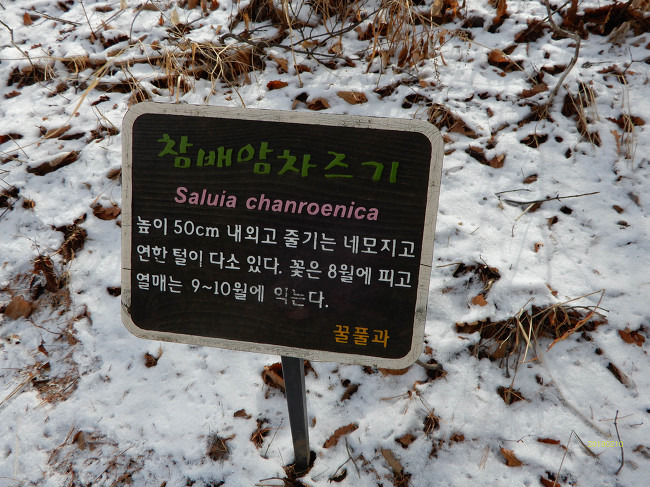 참배암차즈기
Saluia chanroenica
높이 50cm 내외고 줄기는 네모지고
연한 털이 다소 있다. 꽃은 8월에 피고
열매는 9~10월에 익는다.
꿀풀과